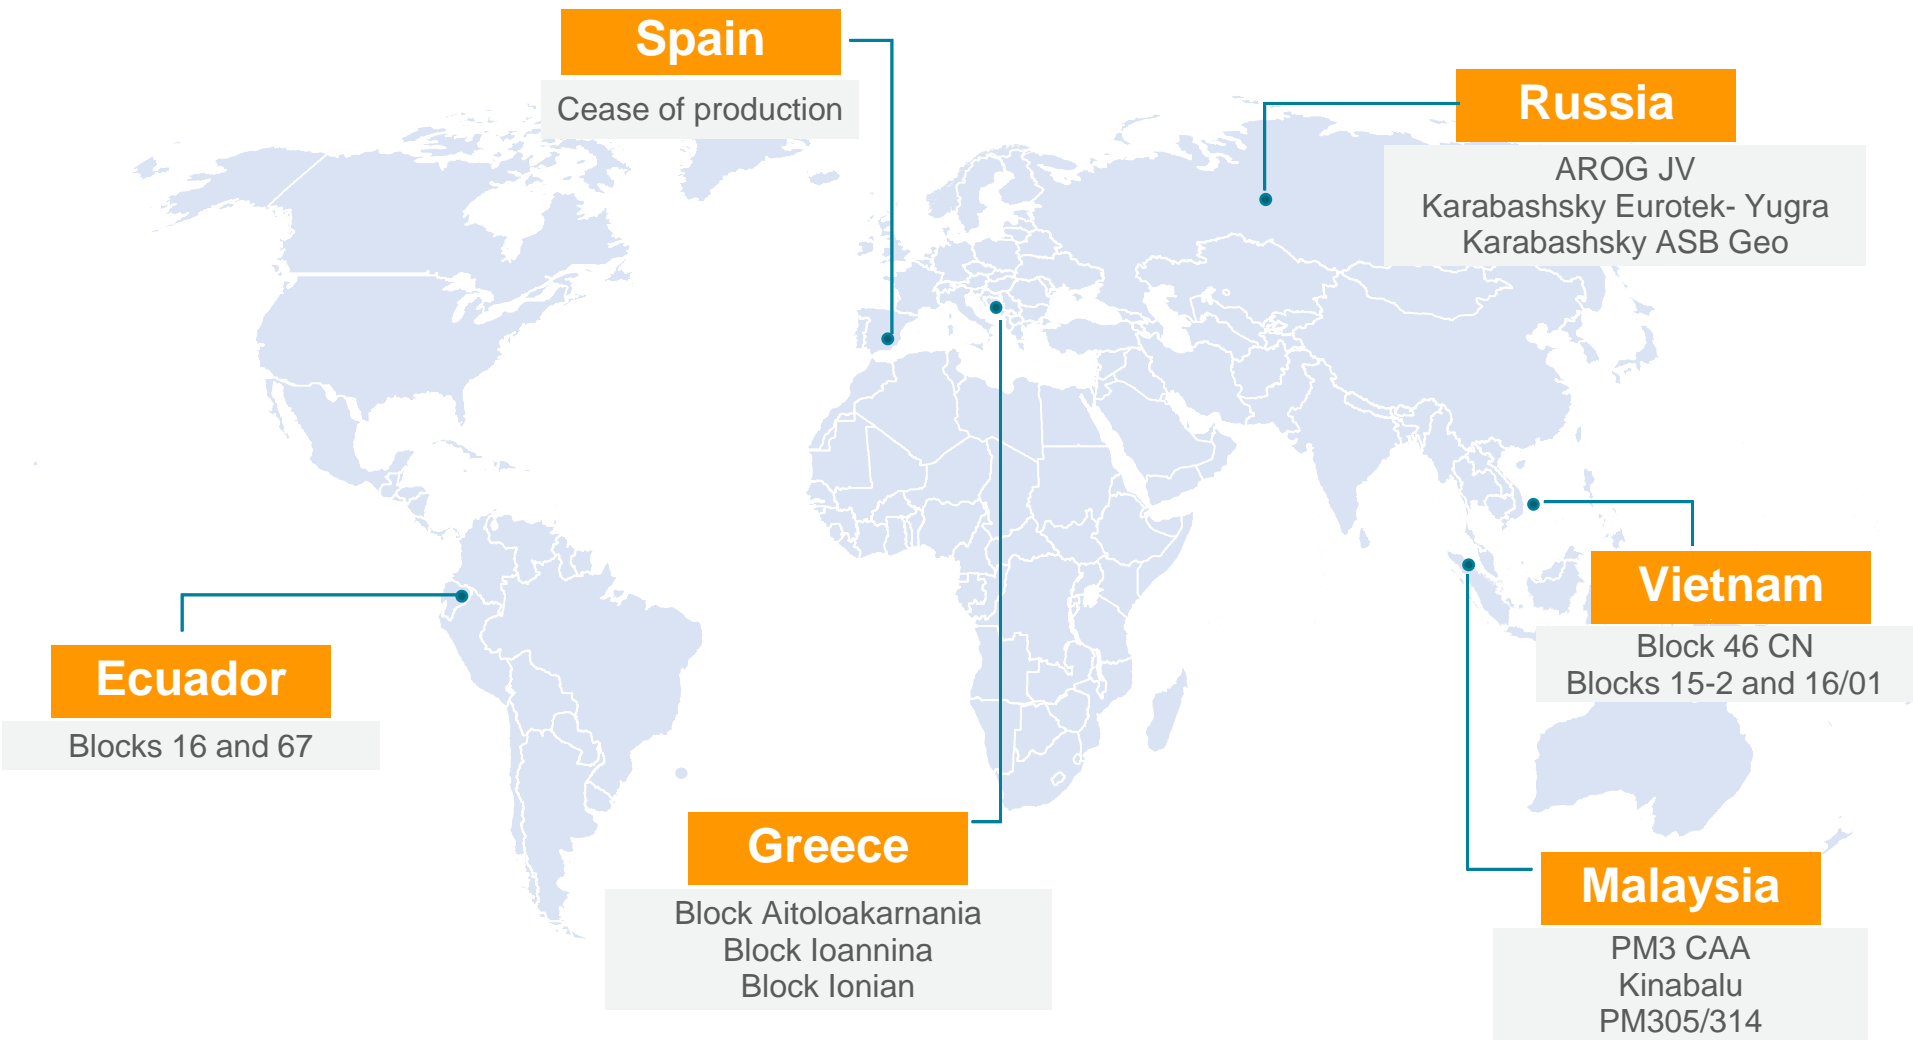 Spain
Cease of production
Russia
AROG JV
Karabashsky Eurotek- Yugra
Karabashsky ASB Geo
Vietnam
Block 46 CN
Blocks 15-2 and 16/01
Ecuador
Blocks 16 and 67
Greece
Block Aitoloakarnania
Block Ioannina
Block Ionian
Malaysia
PM3 CAA
Kinabalu
PM305/314